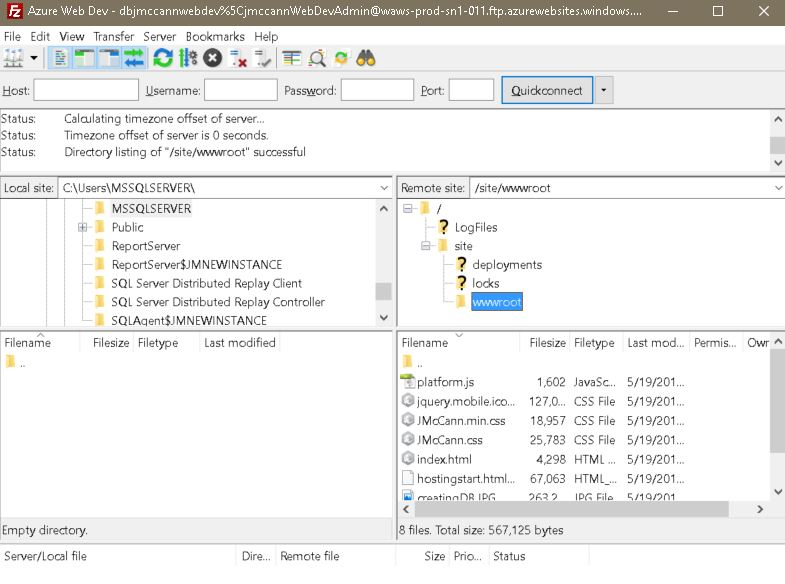 Azure Web Dev - dbjmccannwebdev%5CjmccannWebDevAdmin@waws-prod-sn1-011.ftp.azurewebsites.windows....
File Edit View Transfer Server Bookmarks Help
Host: Username: Password: Port: Quickconnect
Status: Calculating timezone offset of server...
Status: Timezone offset of server is 0 seconds.
Status: Directory listing of "/site/wwwroot" successful
Local site: C:\Users\MSSQLSERVER\
MSSQLSERVER
Public
ReportServer
ReportServer$JMNEWINSTANCE
SQL Server Distributed Replay Client
SQL Server Distributed Replay Controller
SQLAgent$JMNEWINSTANCE
Remote site: /site/wwwroot
/
LogFiles
site
deployments
locks
wwwroot
Filename Filesize Filetype Last modified
..
Empty directory.
Filename Filesize Filetype Last mod... Permis... Own
..
platform.js 1,602 JavaSc... 5/19/201...
jquery.mobile.ico... 127,0... CSS File 5/19/201...
JMcCann.min.css 18,957 CSS File 5/19/201...
JMcCann.css 25,783 CSS File 5/19/201...
index.html 4,298 HTML ... 5/19/201...
hostingstart.html... 67,063 HTML_... 5/19/201...
creatingDB.JPG 263,2... JPG File 5/19/201...
8 files. Total size: 567,125 bytes
Server/Local file Dire... Remote file Size Prio... Status